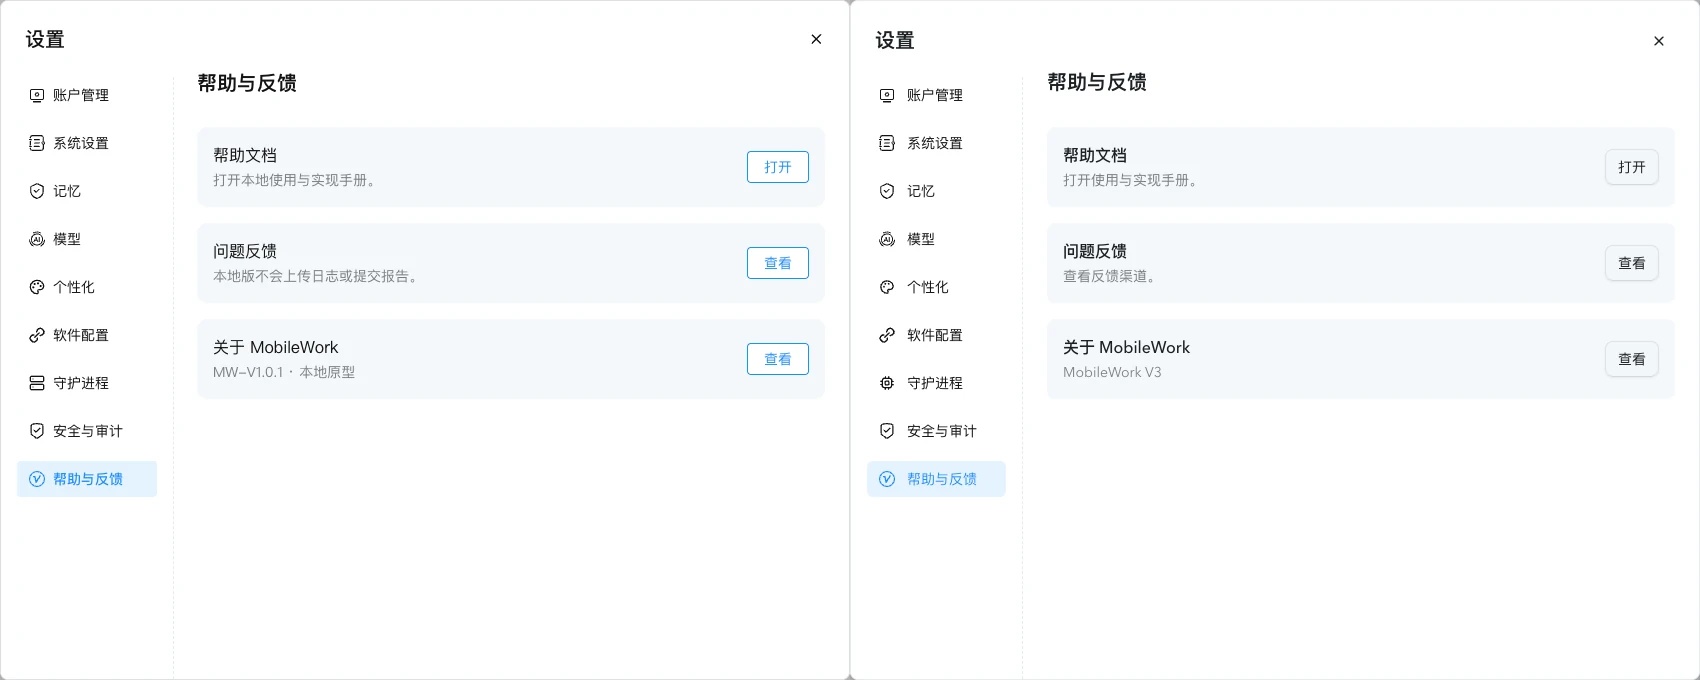 设置
账户管理
系统设置
记忆
模型
个性化
软件配置
守护进程
安全与审计
帮助与反馈
帮助与反馈
帮助文档
打开本地使用与实现手册。
打开
问题反馈
本地版不会上传日志或提交报告。
查看
关于 MobileWork
MW-V1.0.1 · 本地原型
查看
设置
账户管理
系统设置
记忆
模型
个性化
软件配置
守护进程
安全与审计
帮助与反馈
帮助与反馈
帮助文档
打开使用与实现手册。
打开
问题反馈
查看反馈渠道。
查看
关于 MobileWork
MobileWork V3
查看